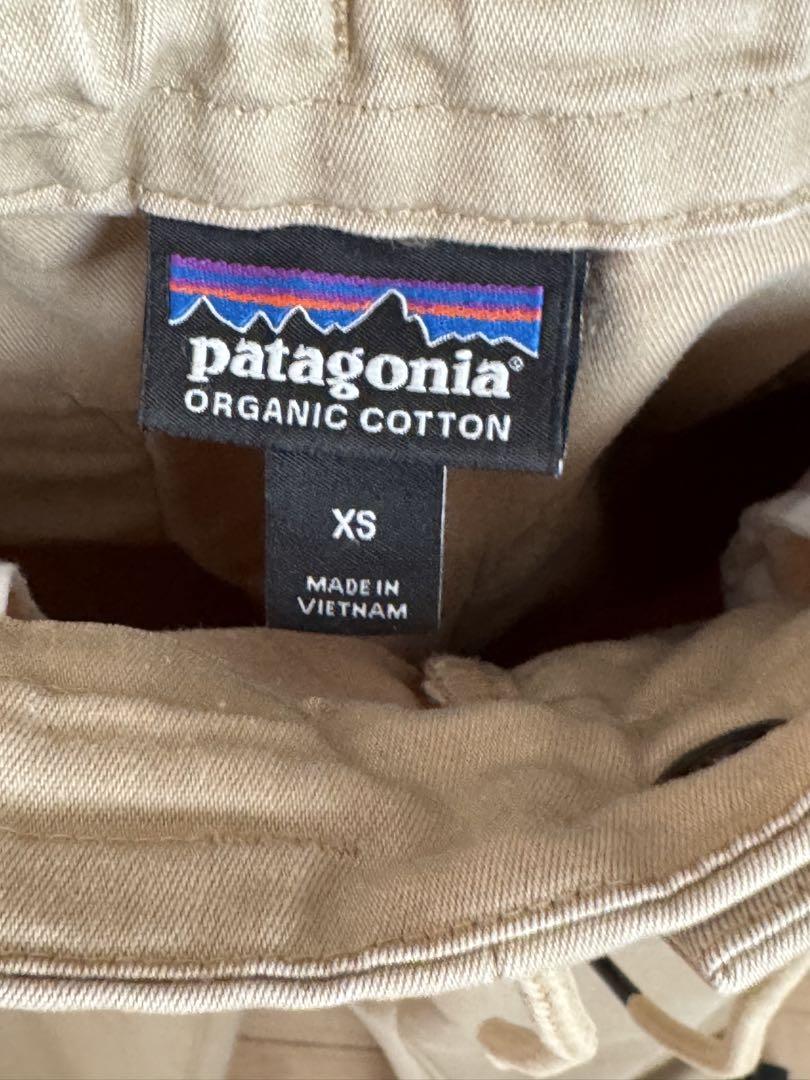 patagonia®
ORGANIC COTTON
XS
MADE IN
VIETNAM